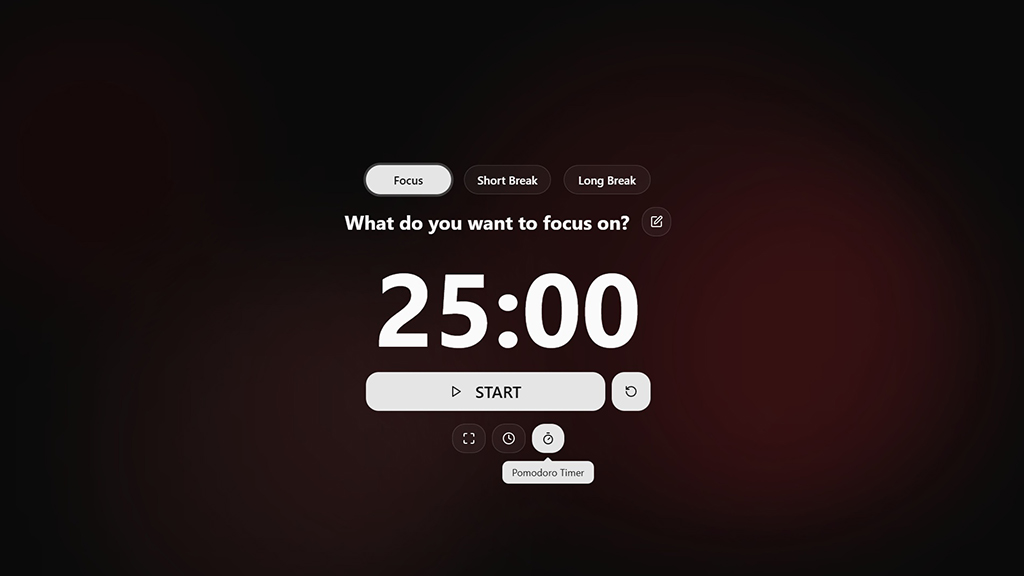 Focus Short Break Long Break
What do you want to focus on?
25:00
START
Pomodoro Timer